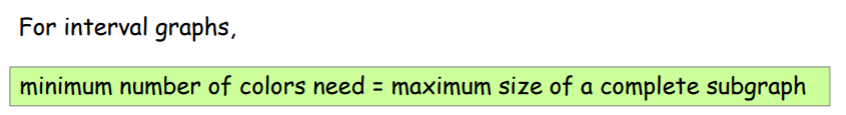 For interval graphs,
minimum number of colors need = maximum size of a complete subgraph